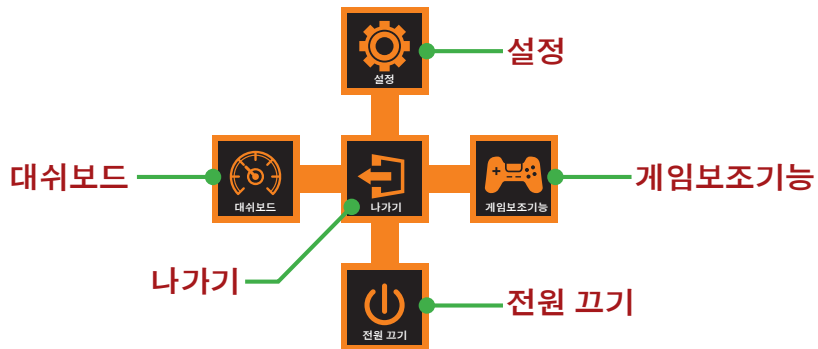 설정
설정
대쉬보드
대쉬보드
나가기
게임보조기능
게임보조기능
나가기
전원 끄기
전원 끄기